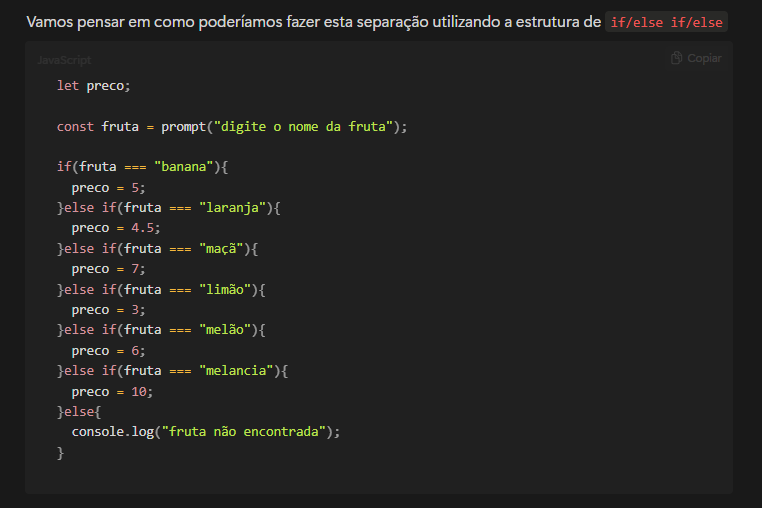 Vamos pensar em como poderíamos fazer esta separação utilizando a estrutura de if/else if/else
JavaScript
Copiar
let preco;
const fruta = prompt("digite o nome da fruta");
if(fruta === "banana"){
preco = 5;
}else if(fruta === "laranja"){
preco = 4.5;
}else if(fruta === "maçã"){
preco = 7;
}else if(fruta === "limão"){
preco = 3;
}else if(fruta === "melão"){
preco = 6;
}else if(fruta === "melancia"){
preco = 10;
}else{
console.log("fruta não encontrada");
}